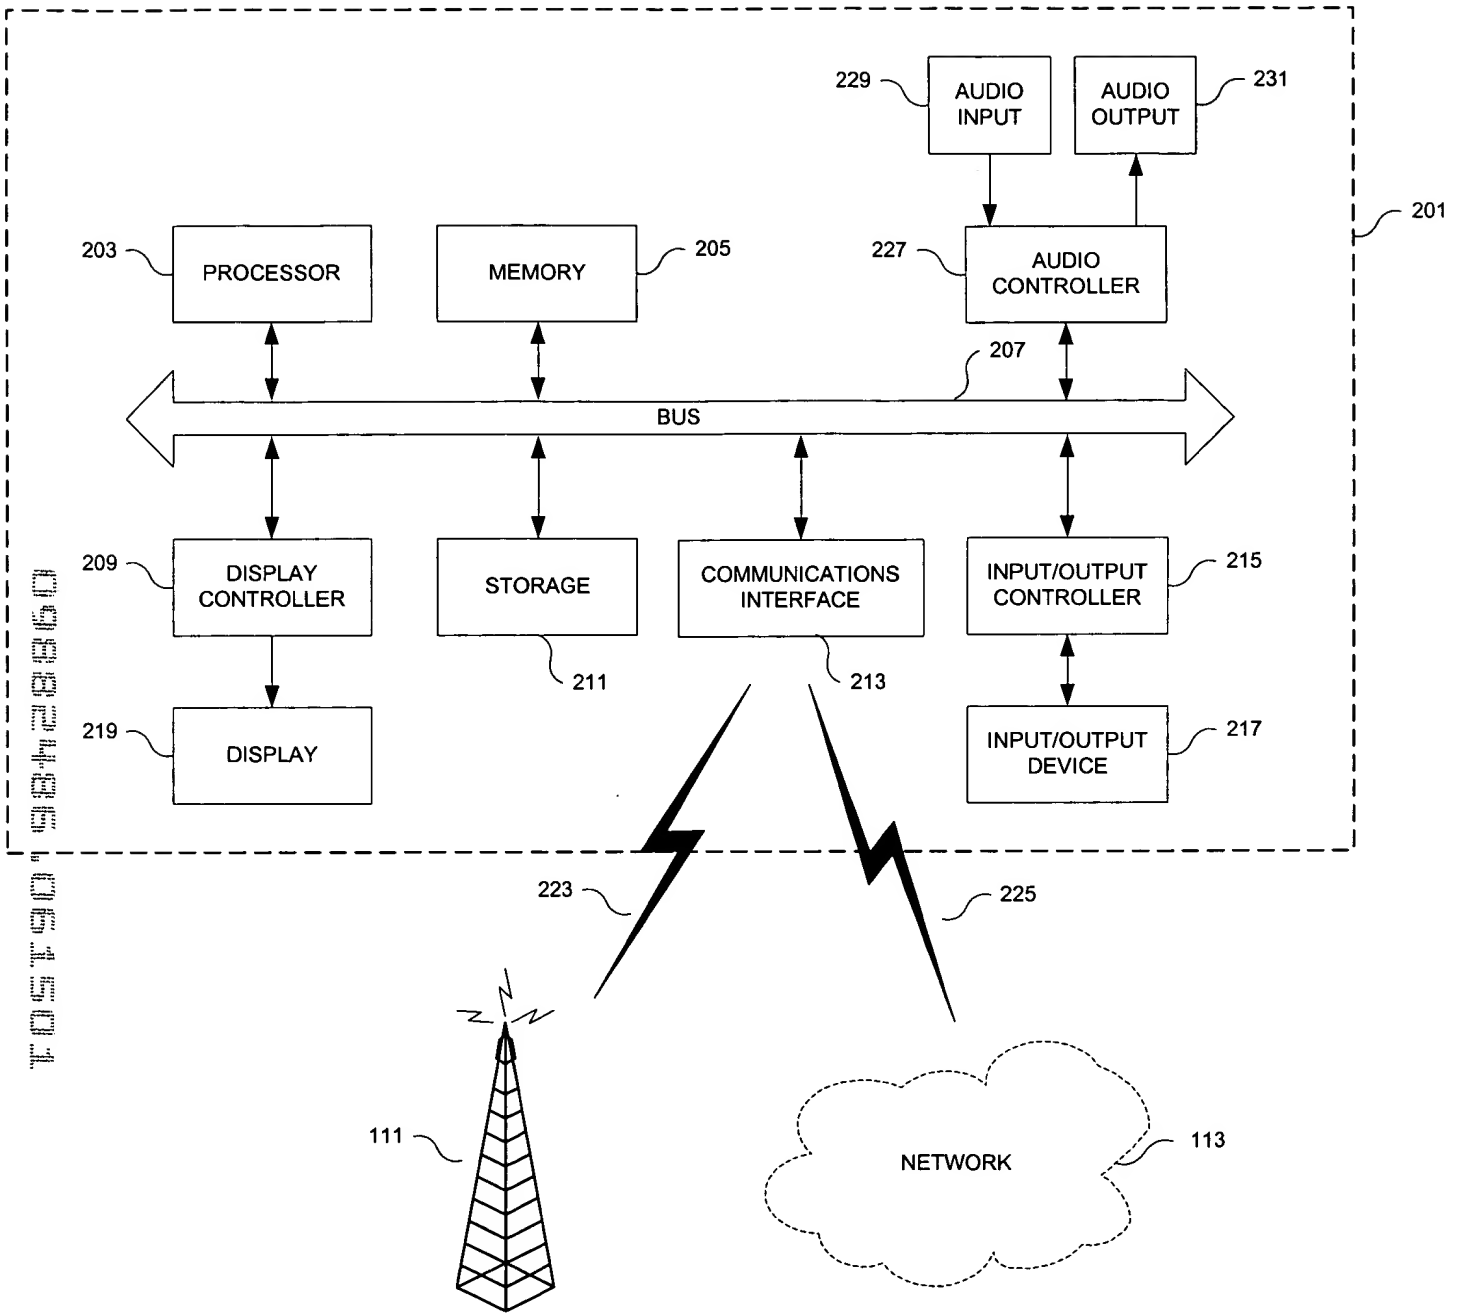 229
AUDIO
INPUT
AUDIO
OUTPUT
231
201
203
PROCESSOR
MEMORY
205
227
AUDIO
CONTROLLER
207
BUS
209
DISPLAY
CONTROLLER
STORAGE
211
COMMUNICATIONS
INTERFACE
213
INPUT/OUTPUT
CONTROLLER
215
219
DISPLAY
INPUT/OUTPUT
DEVICE
217
223
225
111
NETWORK
113
09882486.061501